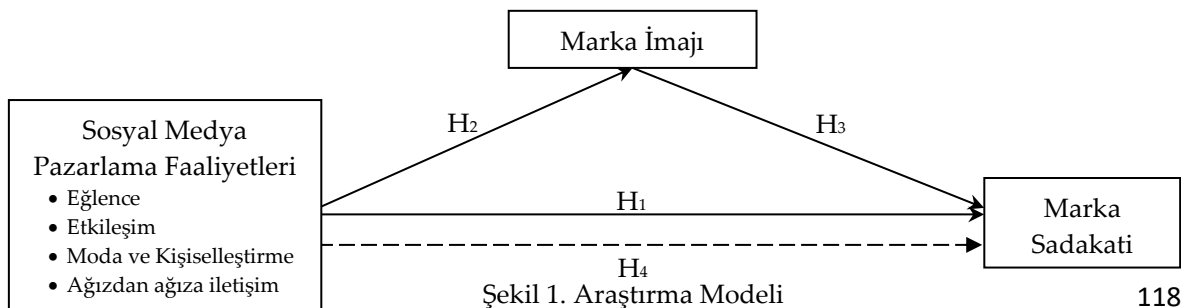 Marka İmajı
Sosyal Medya
Pazarlama Faaliyetleri
• Eğlence
• Etkileşim
• Moda ve Kişiselleştirme
• Ağızdan ağıza iletişim
H2
H3
H1
H4
Marka
Sadakati
Şekil 1. Araştırma Modeli
118